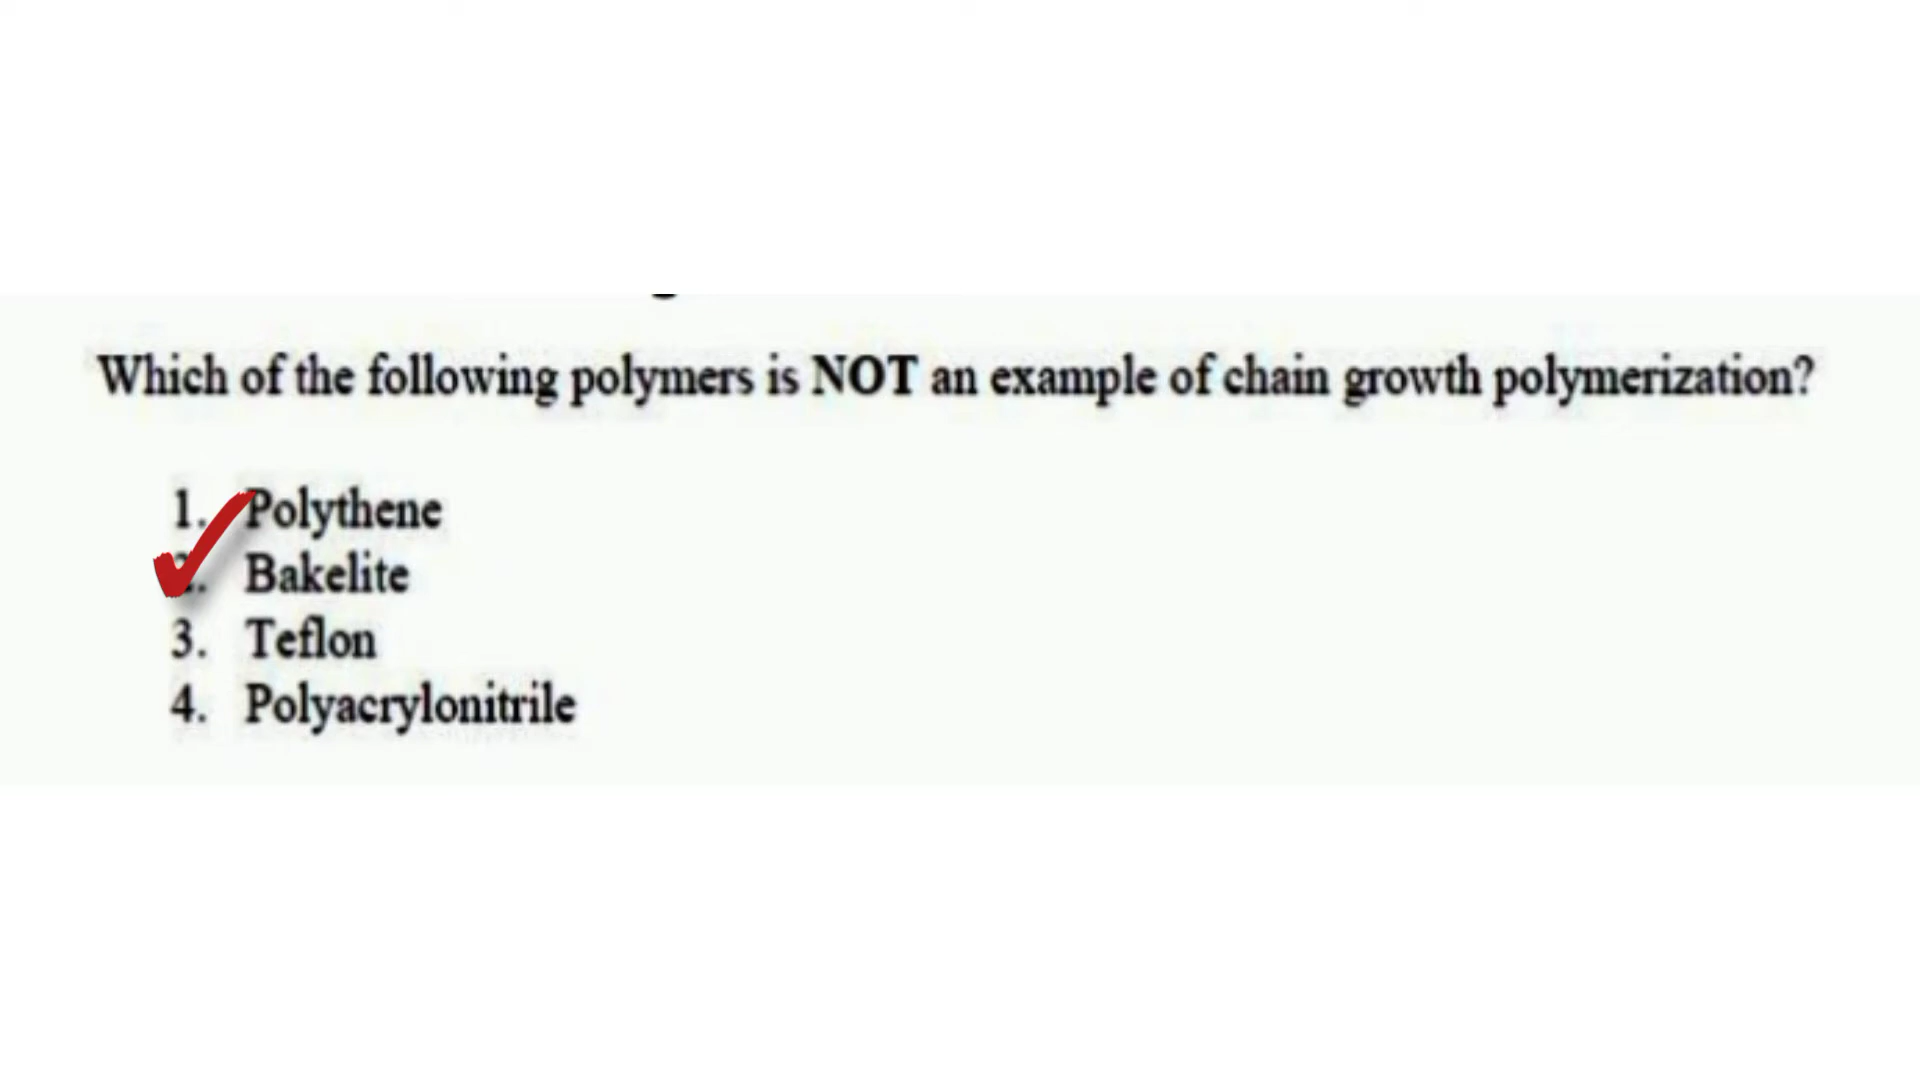 Which of the following polymers is NOT an example of chain growth polymerization?
1. Polythene
2. Bakelite
3. Teflon
4. Polyacrylonitrile